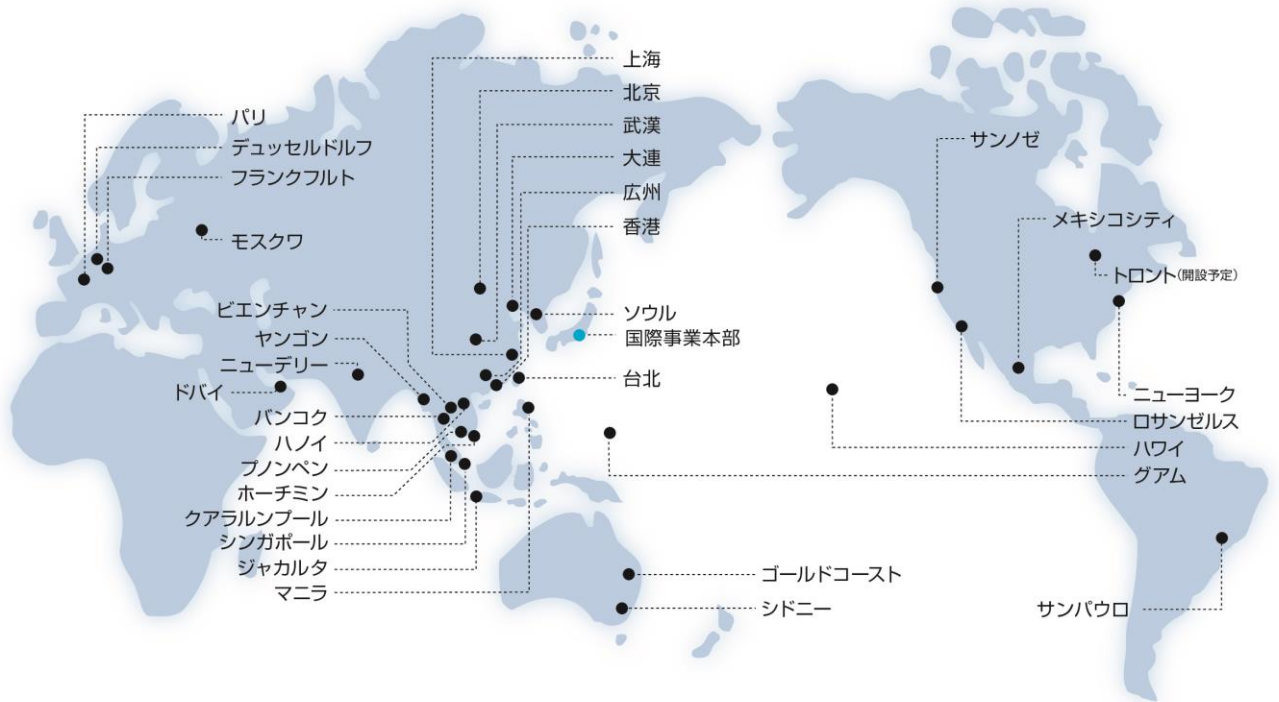 上海
北京
武漢
大連
広州
香港
パリ
デュッセルドルフ
フランクフルト
モスクワ
ビエンチャン
ヤンゴン
ニューデリー
ドバイ
バンコク
ハノイ
プノンペン
ホーチミン
クアラルンプール
シンガポール
ジャカルタ
マニラ
ソウル
国際事業本部
台北
サンノゼ
メキシコシティ
トロント(開設予定)
ニューヨーク
ロサンゼルス
ハワイ
グアム
ゴールドコースト
シドニー
サンパウロ